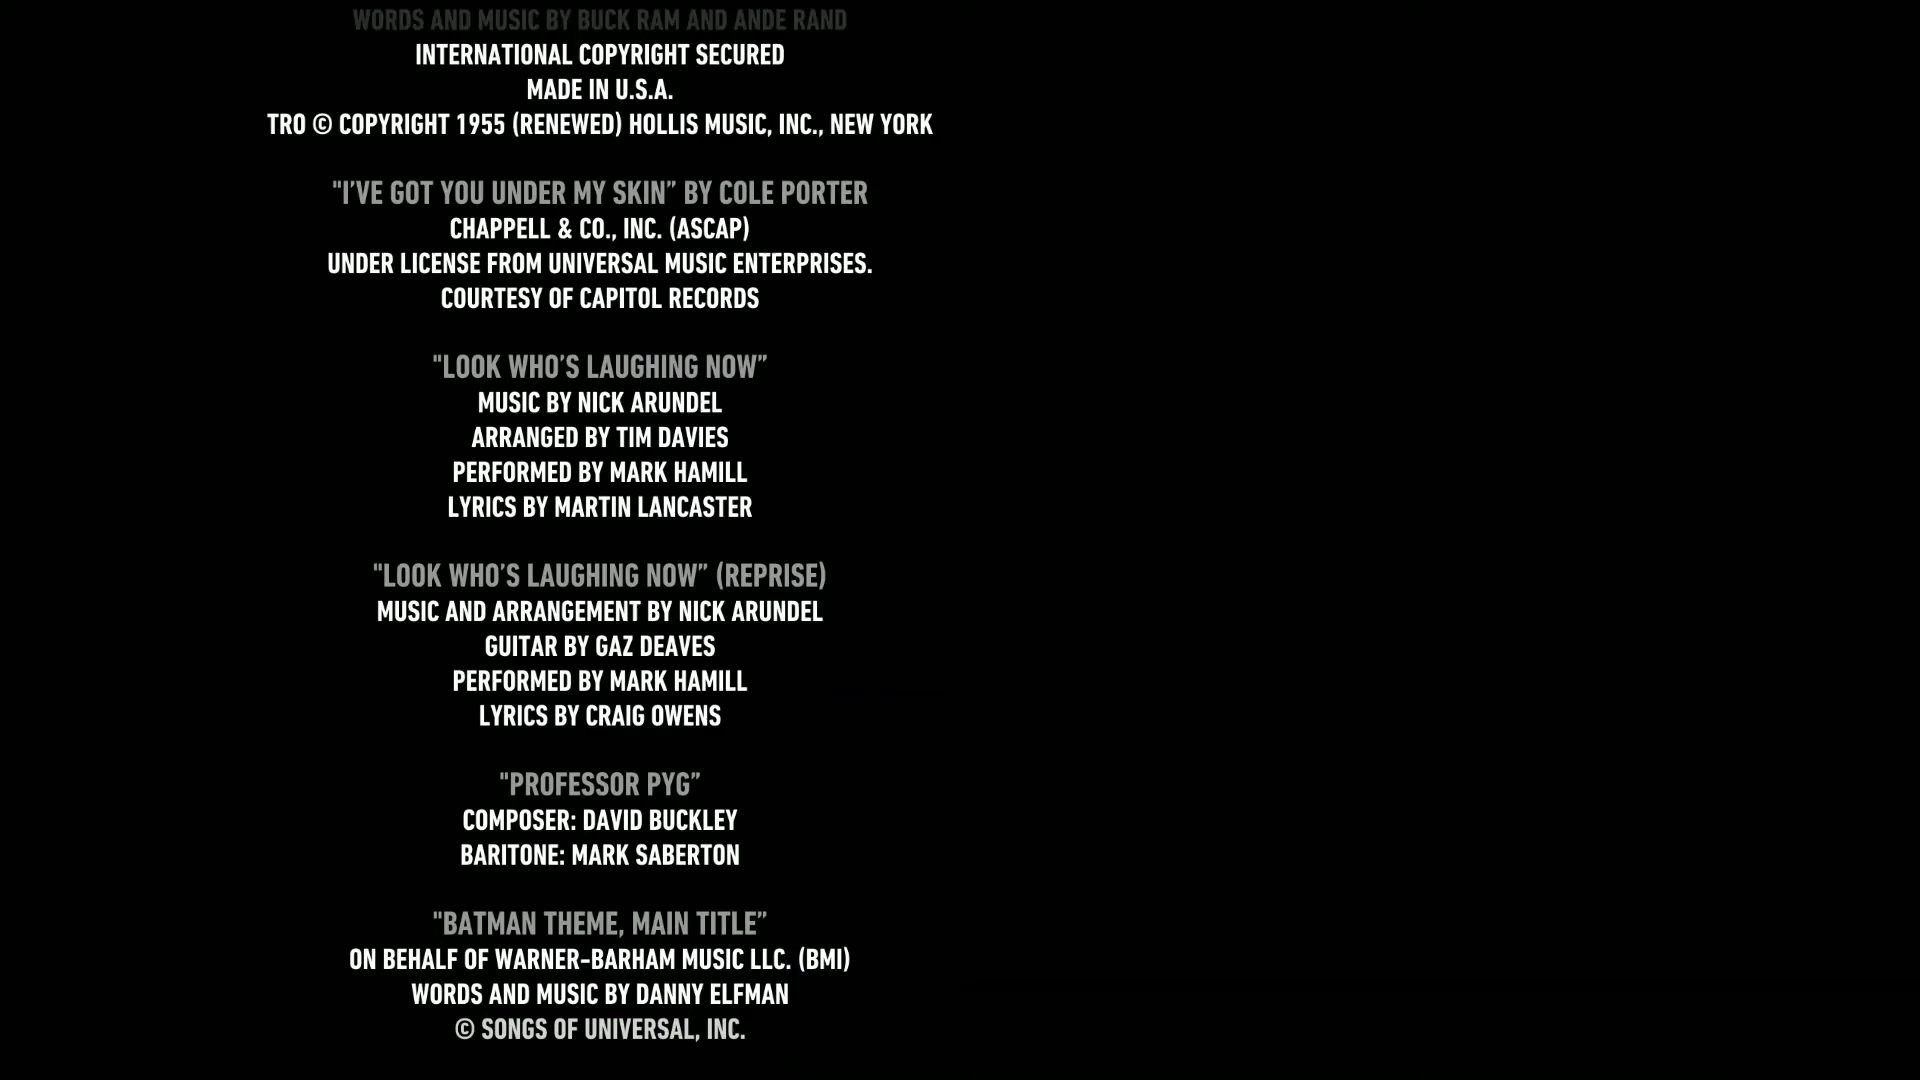 WORDS AND MUSIC BY BUCK RAM AND ANDE RAND
INTERNATIONAL COPYRIGHT SECURED
MADE IN U.S.A.
TRO © COPYRIGHT 1955 (RENEWED) HOLLIS MUSIC, INC., NEW YORK
"I’VE GOT YOU UNDER MY SKIN” BY COLE PORTER
CHAPPELL & CO., INC. (ASCAP)
UNDER LICENSE FROM UNIVERSAL MUSIC ENTERPRISES.
COURTESY OF CAPITOL RECORDS
"LOOK WHO’S LAUGHING NOW”
MUSIC BY NICK ARUNDEL
ARRANGED BY TIM DAVIES
PERFORMED BY MARK HAMILL
LYRICS BY MARTIN LANCASTER
"LOOK WHO’S LAUGHING NOW” (REPRISE)
MUSIC AND ARRANGEMENT BY NICK ARUNDEL
GUITAR BY GAZ DEAVES
PERFORMED BY MARK HAMILL
LYRICS BY CRAIG OWENS
"PROFESSOR PYG”
COMPOSER: DAVID BUCKLEY
BARITONE: MARK SABERTON
"BATMAN THEME, MAIN TITLE”
ON BEHALF OF WARNER-BARHAM MUSIC LLC. (BMI)
WORDS AND MUSIC BY DANNY ELFMAN
© SONGS OF UNIVERSAL, INC.